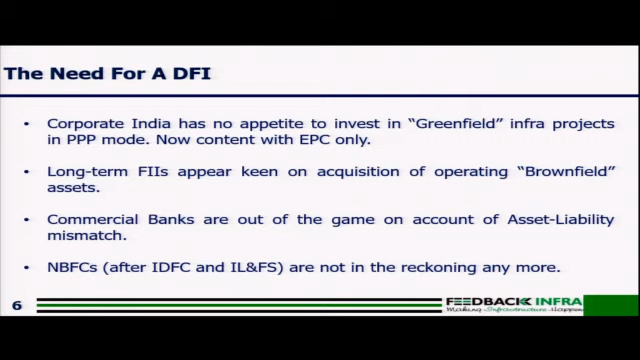 The Need For A DFI
• Corporate India has no appetite to invest in "Greenfield" infra projects
in PPP mode. Now content with EPC only.
• Long-term FIIs appear keen on acquisition of operating "Brownfield"
assets.
• Commercial Banks are out of the game on account of Asset-Liability
mismatch.
• NBFCs (after IDFC and IL&FS) are not in the reckoning any more.
6
FEEDBACK INFRA
Making Infrastructure Happen